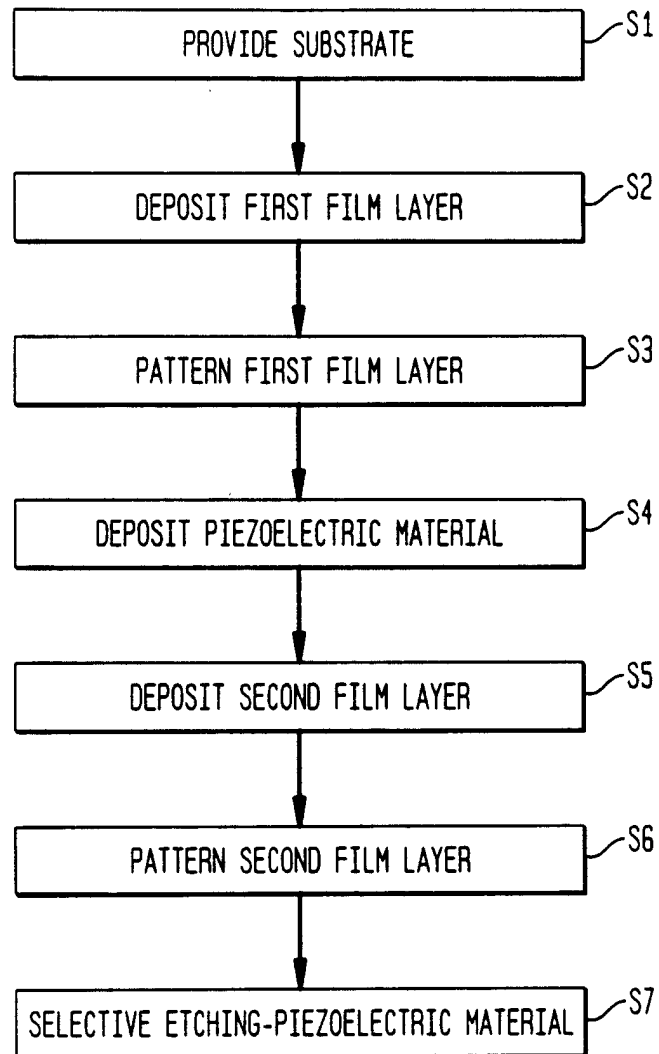 PROVIDE SUBSTRATE S1
DEPOSIT FIRST FILM LAYER S2
PATTERN FIRST FILM LAYER S3
DEPOSIT PIEZOELECTRIC MATERIAL S4
DEPOSIT SECOND FILM LAYER S5
PATTERN SECOND FILM LAYER S6
SELECTIVE ETCHING-PIEZOELECTRIC MATERIAL S7